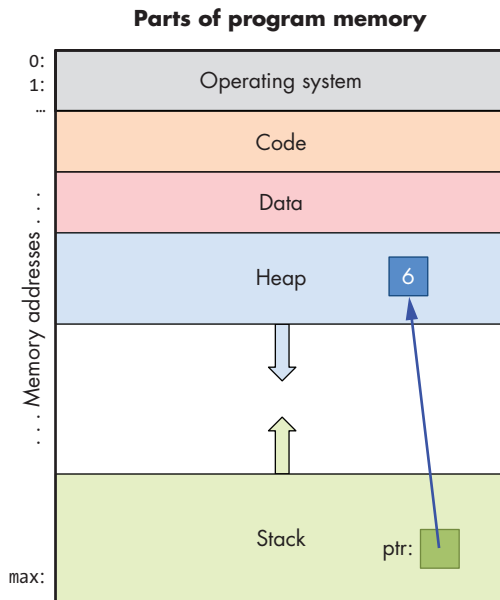 Parts of program memory
0:
1:
...
Operating system
Code
Data
Heap
6
. . . . Memory addresses . . . .
Stack
ptr:
max: